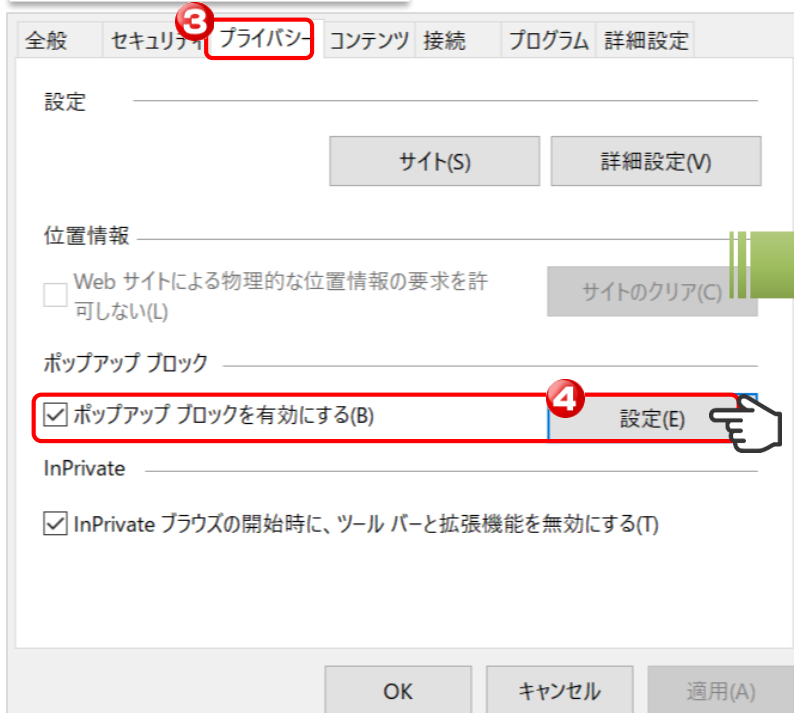 3
全般 セキュリティ プライバシー コンテンツ 接続 プログラム 詳細設定
設定
サイト(S) 詳細設定(V)
位置情報
Web サイトによる物理的な位置情報の要求を許
可しない(L)
サイトのクリア(C)
ポップアップ ブロック
4
ポップアップ ブロックを有効にする(B) 設定(E)
InPrivate
InPrivate ブラウズの開始時に、ツール バーと拡張機能を無効にする(T)
OK キャンセル 適用(A)